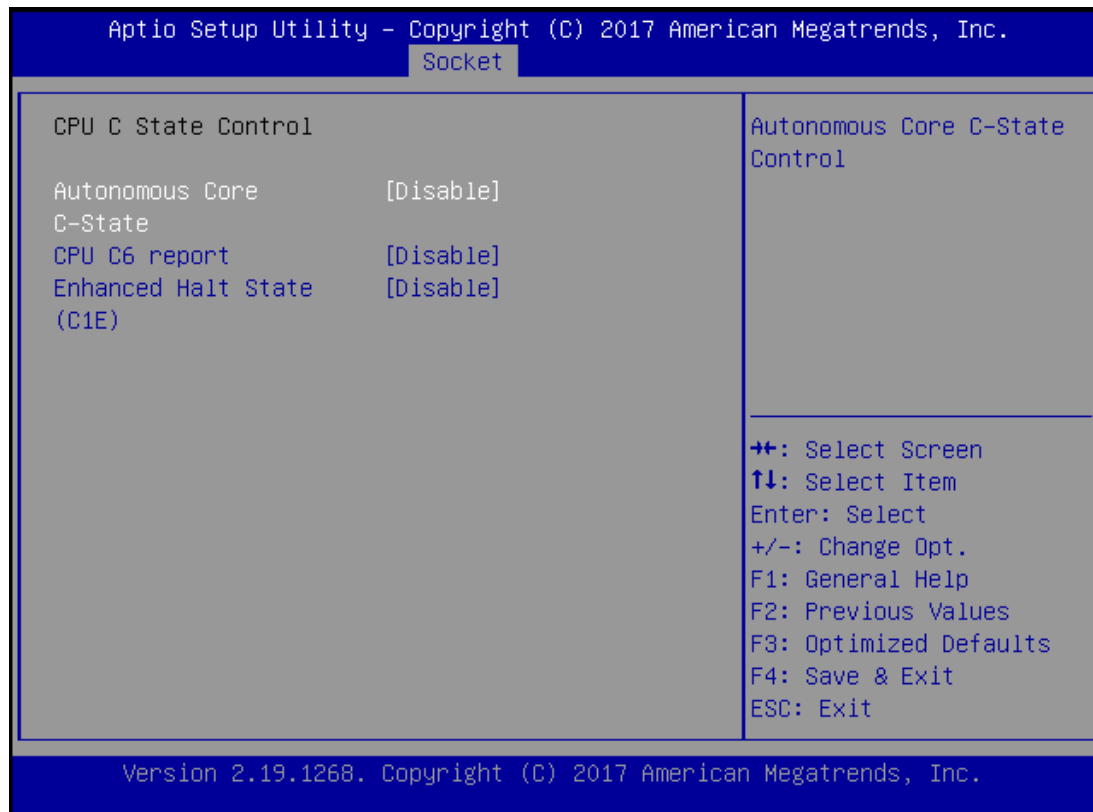 Aptio Setup Utility – Copyright (C) 2017 American Megatrends, Inc.
Socket
CPU C State Control
Autonomous Core [Disable]
C-State
CPU C6 report [Disable]
Enhanced Halt State [Disable]
(C1E)
Autonomous Core C-State
Control
→←: Select Screen
↑↓: Select Item
Enter: Select
+/-: Change Opt.
F1: General Help
F2: Previous Values
F3: Optimized Defaults
F4: Save & Exit
ESC: Exit
Version 2.19.1268. Copyright (C) 2017 American Megatrends, Inc.